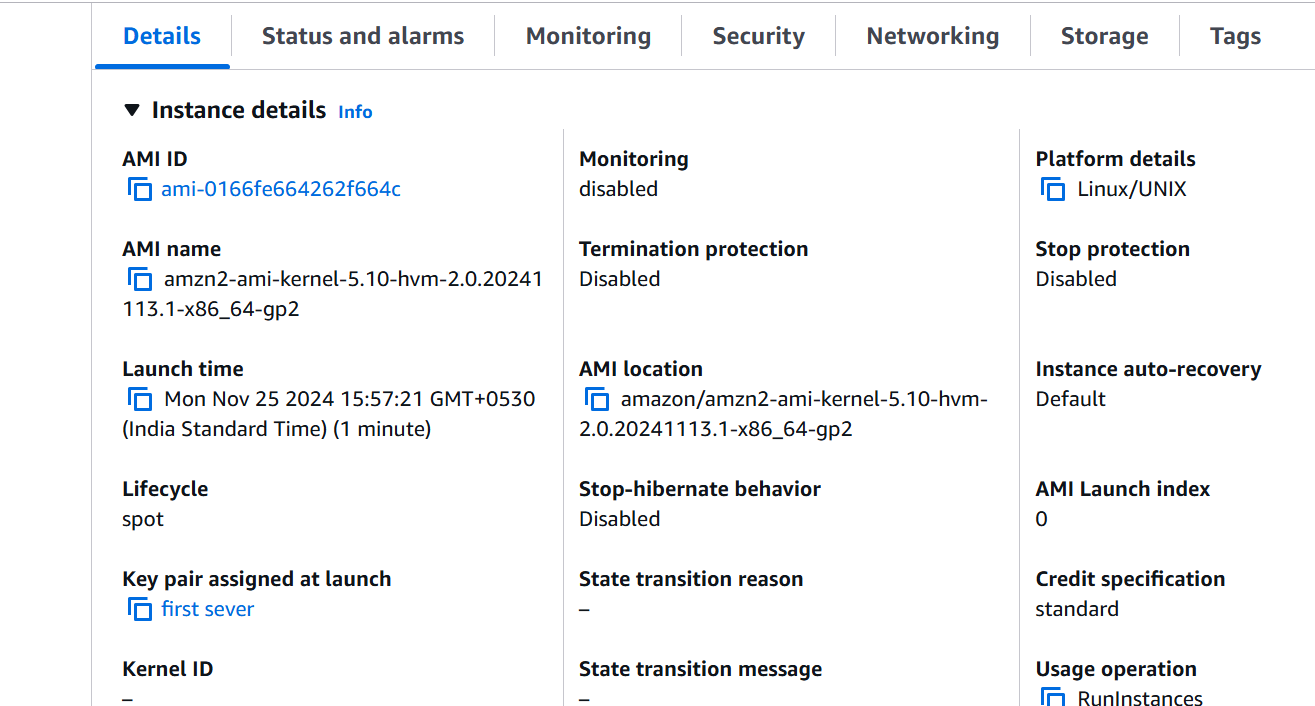 Details
Status and alarms
Monitoring
Security
Networking
Storage
Tags
Instance details Info
AMI ID
ami-0166fe664262f664c
Monitoring
disabled
Platform details
Linux/UNIX
AMI name
amzn2-ami-kernel-5.10-hvm-2.0.20241
113.1-x86_64-gp2
Termination protection
Disabled
Stop protection
Disabled
Launch time
Mon Nov 25 2024 15:57:21 GMT+0530
(India Standard Time) (1 minute)
AMI location
amazon/amzn2-ami-kernel-5.10-hvm-
2.0.20241113.1-x86_64-gp2
Instance auto-recovery
Default
Lifecycle
spot
Stop-hibernate behavior
Disabled
AMI Launch index
0
Key pair assigned at launch
first sever
State transition reason
–
Credit specification
standard
Kernel ID
–
State transition message
–
Usage operation
RunInstances